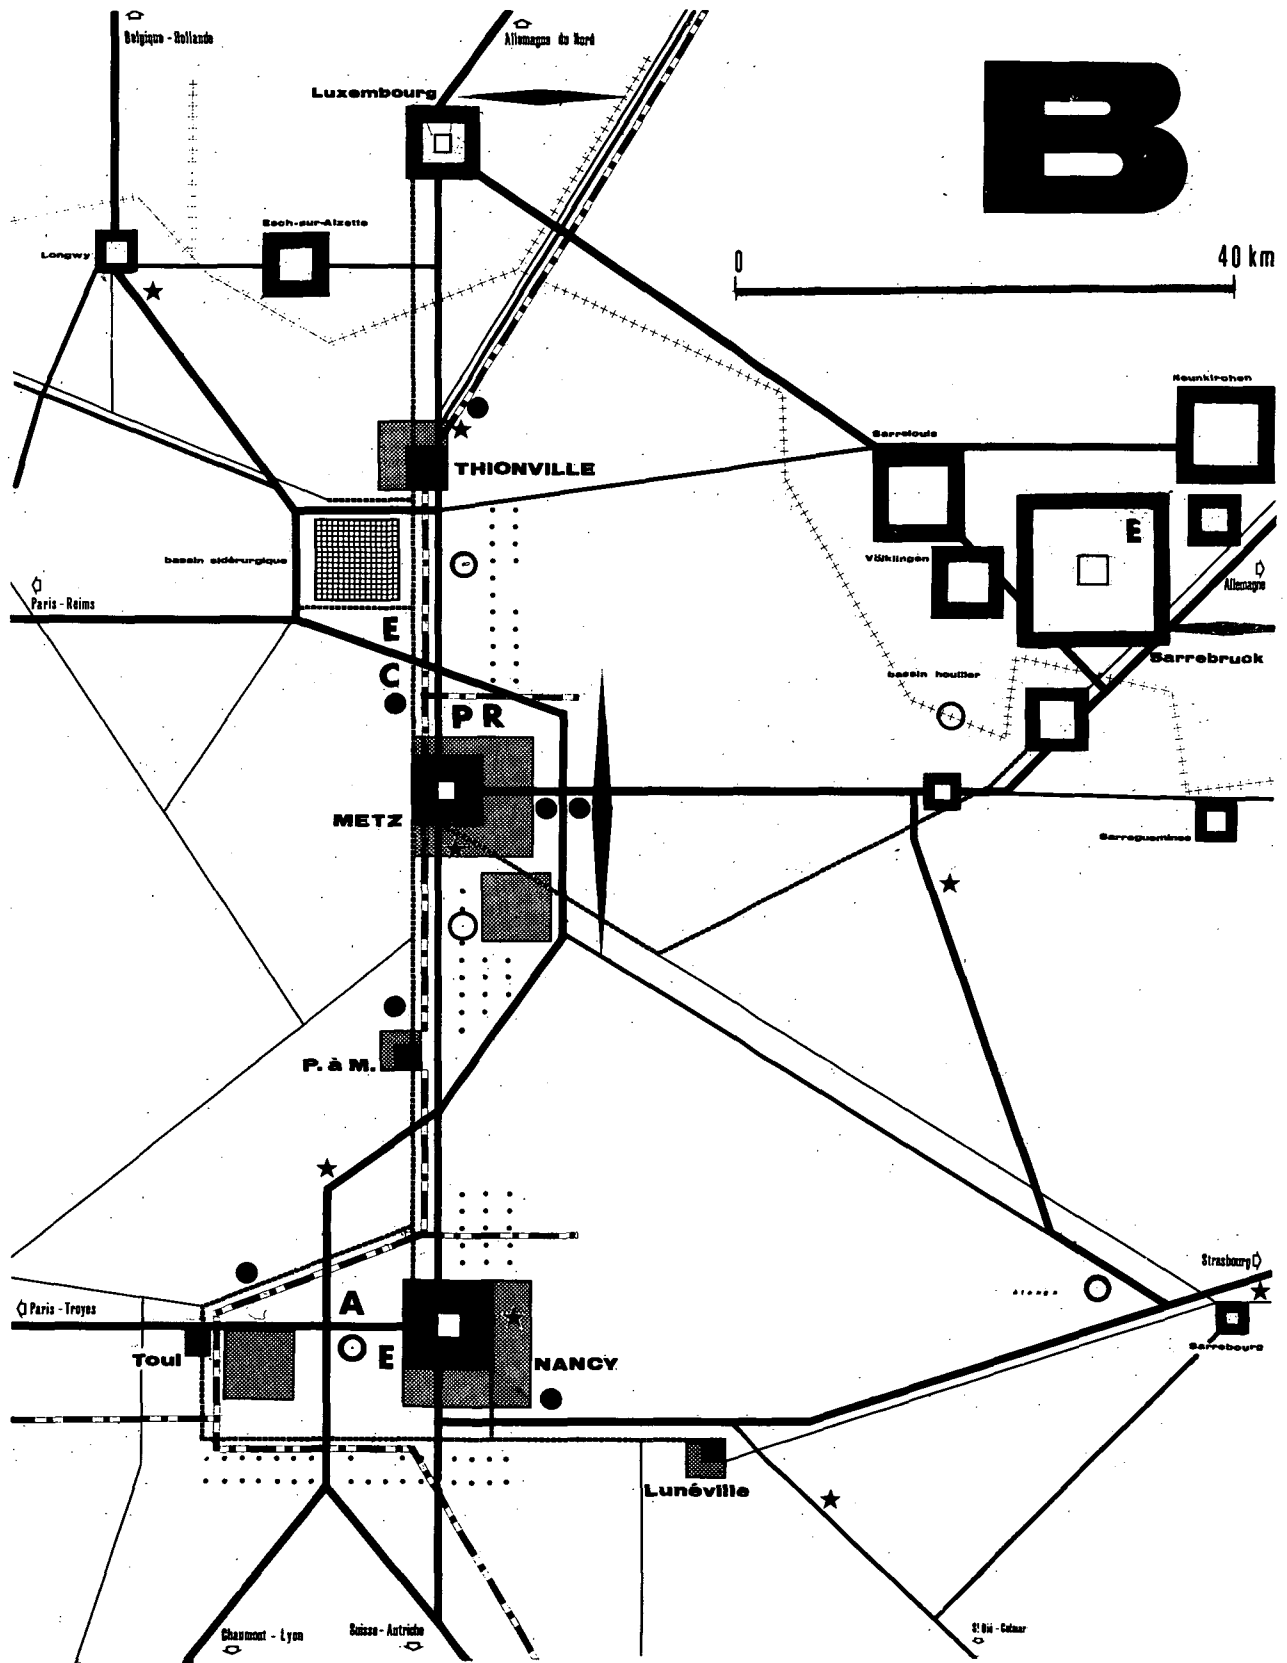 Belgique - Hollande
Allemagne du Nord
Luxembourg
B
Esch-sur-Alzette
Longwy
0
40 km
Neunkirchen
Sarrelouis
THIONVILLE
E
Völklingen
bassin sidérurgique
Allemagne
Paris - Reims
E
Sarrebruck
C
bassin houiller
P R
METZ
Sarreguemines
P. à M.
Strasbourg
A
Paris - Troyes
Sarrebourg
Toul
E
NANCY
Lunéville
Chaumont - Lyon
Suisse - Autriche
St Dié - Colmar